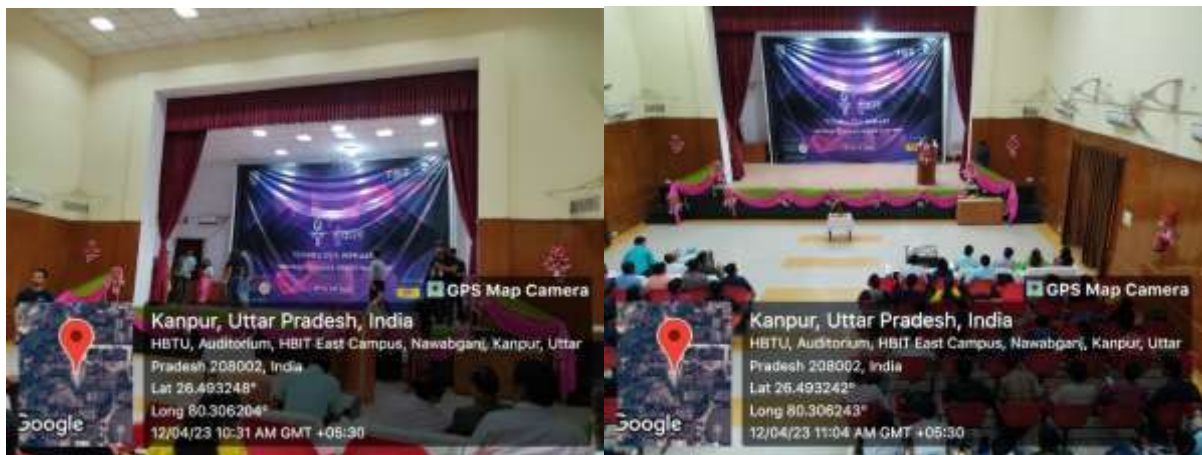 GPS Map Camera
Kanpur, Uttar Pradesh, India
HBTU, Auditorium, HBIT East Campus, Nawabganj, Kanpur, Uttar
Pradesh 208002, India
Lat 26.493248°
Long 80.306204°
12/04/23 10:31 AM GMT +05:30
Google
GPS Map Camera
Kanpur, Uttar Pradesh, India
HBTU, Auditorium, HBIT East Campus, Nawabganj, Kanpur, Uttar
Pradesh 208002, India
Lat 26.493242°
Long 80.306243°
12/04/23 11:04 AM GMT +05:30
Google